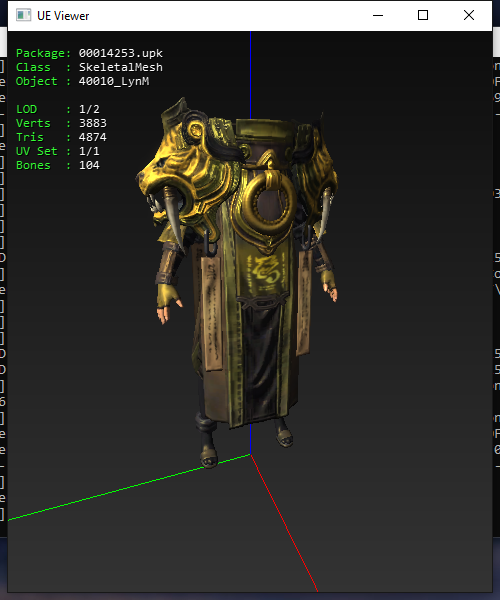 UE Viewer
Package: 00014253.upk
Class  : SkeletalMesh
Object : 40010_LynM
LOD    : 1/2
Verts  : 3883
Tris   : 4874
UV Set : 1/1
Bones  : 104